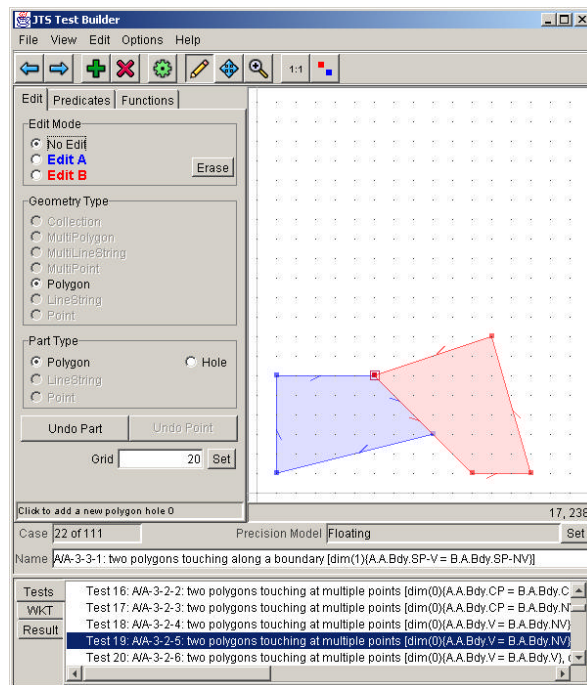 JTS Test Builder
File View Edit Options Help
1:1
Edit Predicates Functions
Edit Mode
No Edit
Edit A
Edit B
Erase
Geometry Type
Collection
MultiPolygon
MultiLineString
MultiPoint
Polygon
LineString
Point
Part Type
Polygon Hole
LineString
Point
Undo Part Undo Point
Grid 20 Set
Click to add a new polygon hole 0
17, 238
Case 22 of 111 Precision Model Floating Set
Name A/A-3-3-1: two polygons touching along a boundary [dim(1){A.A.Bdy.SP-V = B.A.Bdy.SP-NV}]
Tests
WKT
Result
Test 16: A/A-3-2-2: two polygons touching at multiple points [dim(0){A.A.Bdy.CP = B.A.Bdy.C
Test 17: A/A-3-2-3: two polygons touching at multiple points [dim(0){A.A.Bdy.CP = B.A.Bdy.N
Test 18: A/A-3-2-4: two polygons touching at multiple points [dim(0){A.A.Bdy.V = B.A.Bdy.NV}
Test 19: A/A-3-2-5: two polygons touching at multiple points [dim(0){A.A.Bdy.V = B.A.Bdy.NV}
Test 20: A/A-3-2-6: two polygons touching at multiple points [dim(0){A.A.Bdy.V = B.A.Bdy.V},